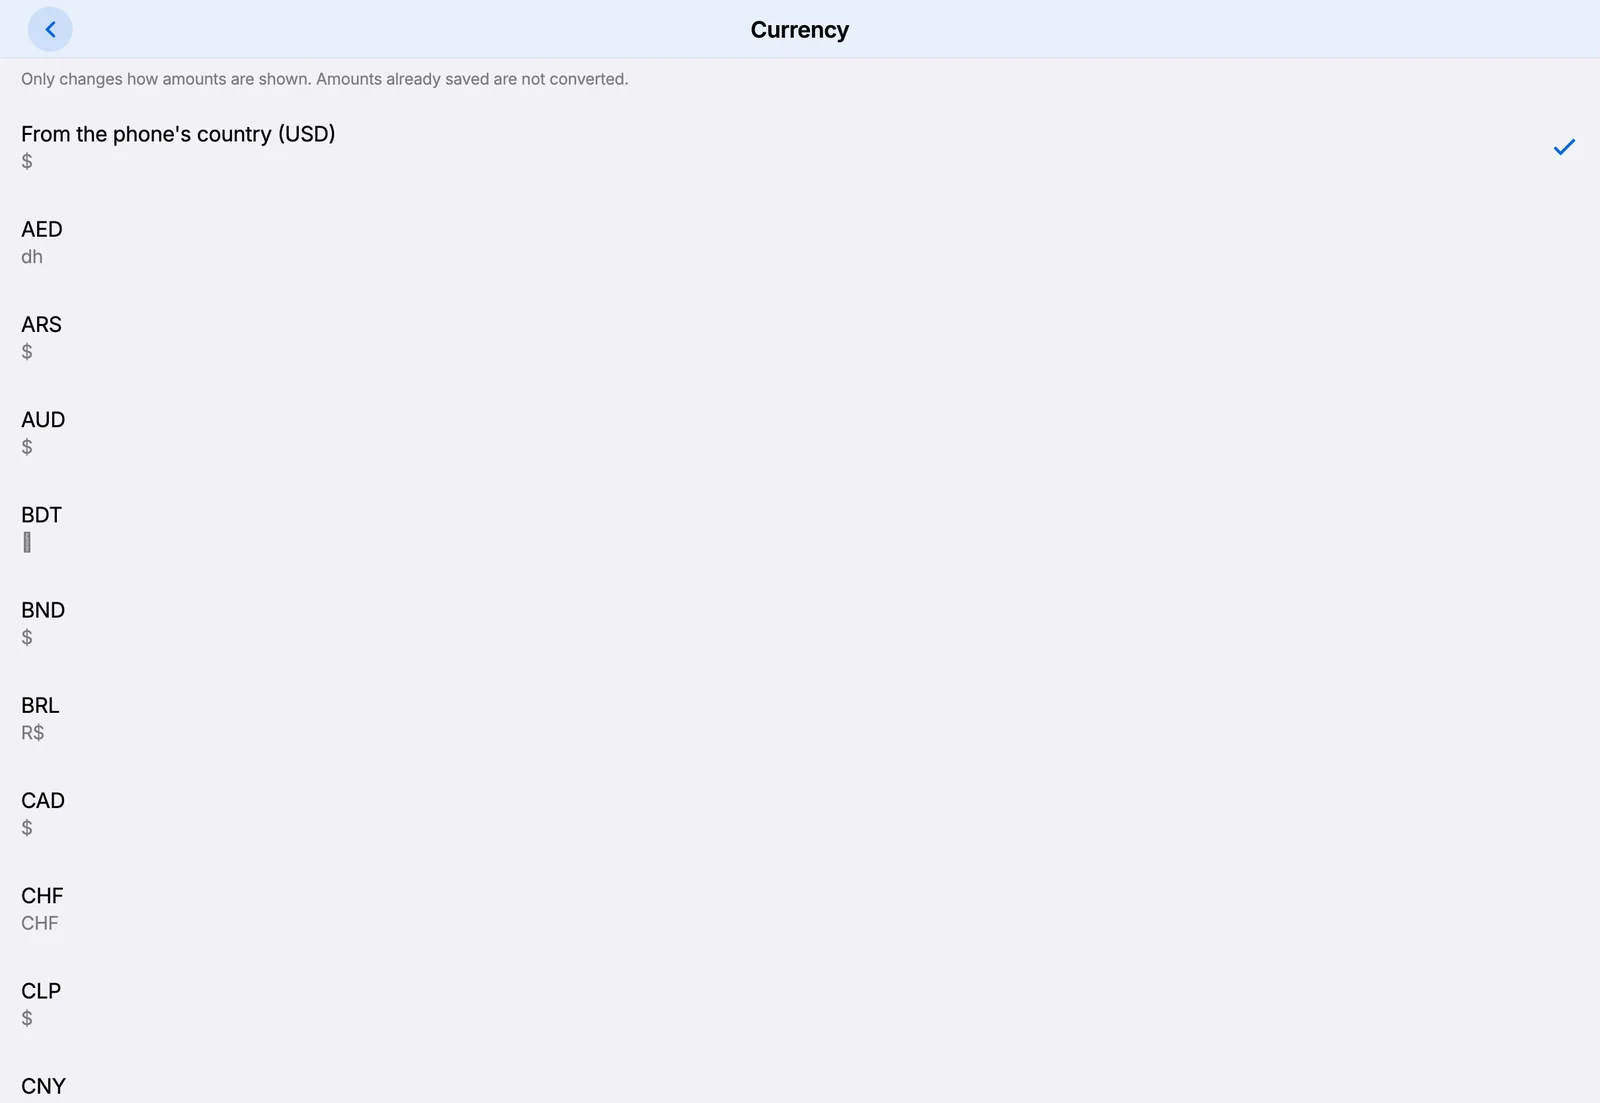 Currency
Only changes how amounts are shown. Amounts already saved are not converted.
From the phone's country (USD)
$
AED
dh
ARS
$
AUD
$
BDT
BND
$
BRL
R$
CAD
$
CHF
CHF
CLP
$
CNY